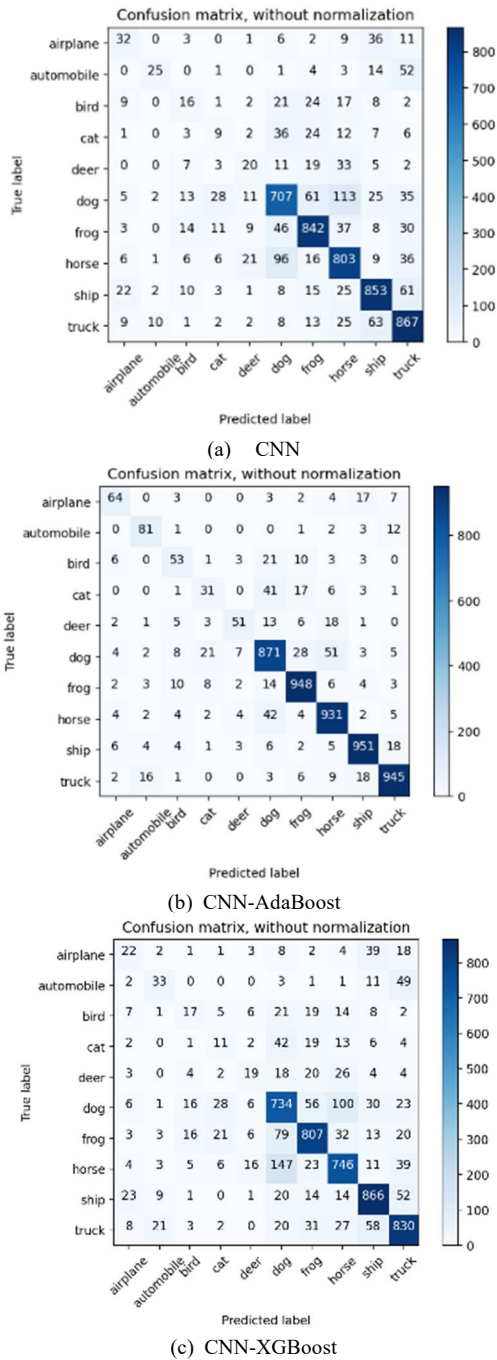 Confusion matrix, without normalization
airplane 32 0 3 0 1 6 2 9 36 11
automobile 0 25 0 1 0 1 4 3 14 52
bird 9 0 16 1 2 21 24 17 8 2
cat 1 0 3 9 2 36 24 12 7 6
deer 0 0 7 3 20 11 19 33 5 2
dog 5 2 13 28 11 707 61 113 25 35
frog 3 0 14 11 9 46 842 37 8 30
horse 6 1 6 6 21 96 16 803 9 36
ship 22 2 10 3 1 8 15 25 853 61
truck 9 10 1 2 2 8 13 25 63 867
True label
airplane automobile bird cat deer dog frog horse ship truck
Predicted label
800
700
600
500
400
300
200
100
0
(a) CNN
Confusion matrix, without normalization
airplane 64 0 3 0 0 3 2 4 17 7
automobile 0 81 1 0 0 0 1 2 3 12
bird 6 0 53 1 3 21 10 3 3 0
cat 0 0 1 31 0 41 17 6 3 1
deer 2 1 5 3 51 13 6 18 1 0
dog 4 2 8 21 7 871 28 51 3 5
frog 2 3 10 8 2 14 948 6 4 3
horse 4 2 4 2 4 42 4 931 2 5
ship 6 4 4 1 3 6 2 5 951 18
truck 2 16 1 0 0 3 6 9 18 945
True label
airplane automobile bird cat deer dog frog horse ship truck
Predicted label
800
600
400
200
0
(b) CNN-AdaBoost
Confusion matrix, without normalization
airplane 22 2 1 1 3 8 2 4 39 18
automobile 2 33 0 0 0 3 1 1 11 49
bird 7 1 17 5 6 21 19 14 8 2
cat 2 0 1 11 2 42 19 13 6 4
deer 3 0 4 2 19 18 20 26 4 4
dog 6 1 16 28 6 734 56 100 30 23
frog 3 3 16 21 6 79 807 32 13 20
horse 4 3 5 6 16 147 23 746 11 39
ship 23 9 1 0 1 20 14 14 866 52
truck 8 21 3 2 0 20 31 27 58 830
True label
airplane automobile bird cat deer dog frog horse ship truck
Predicted label
800
700
600
500
400
300
200
100
0
(c) CNN-XGBoost